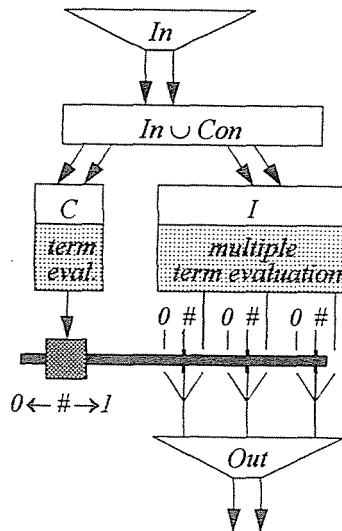 In
In ∪ Con
C I
term eval. multiple term evaluation
0 # 0 # 0 #
0 ← # → 1
Out